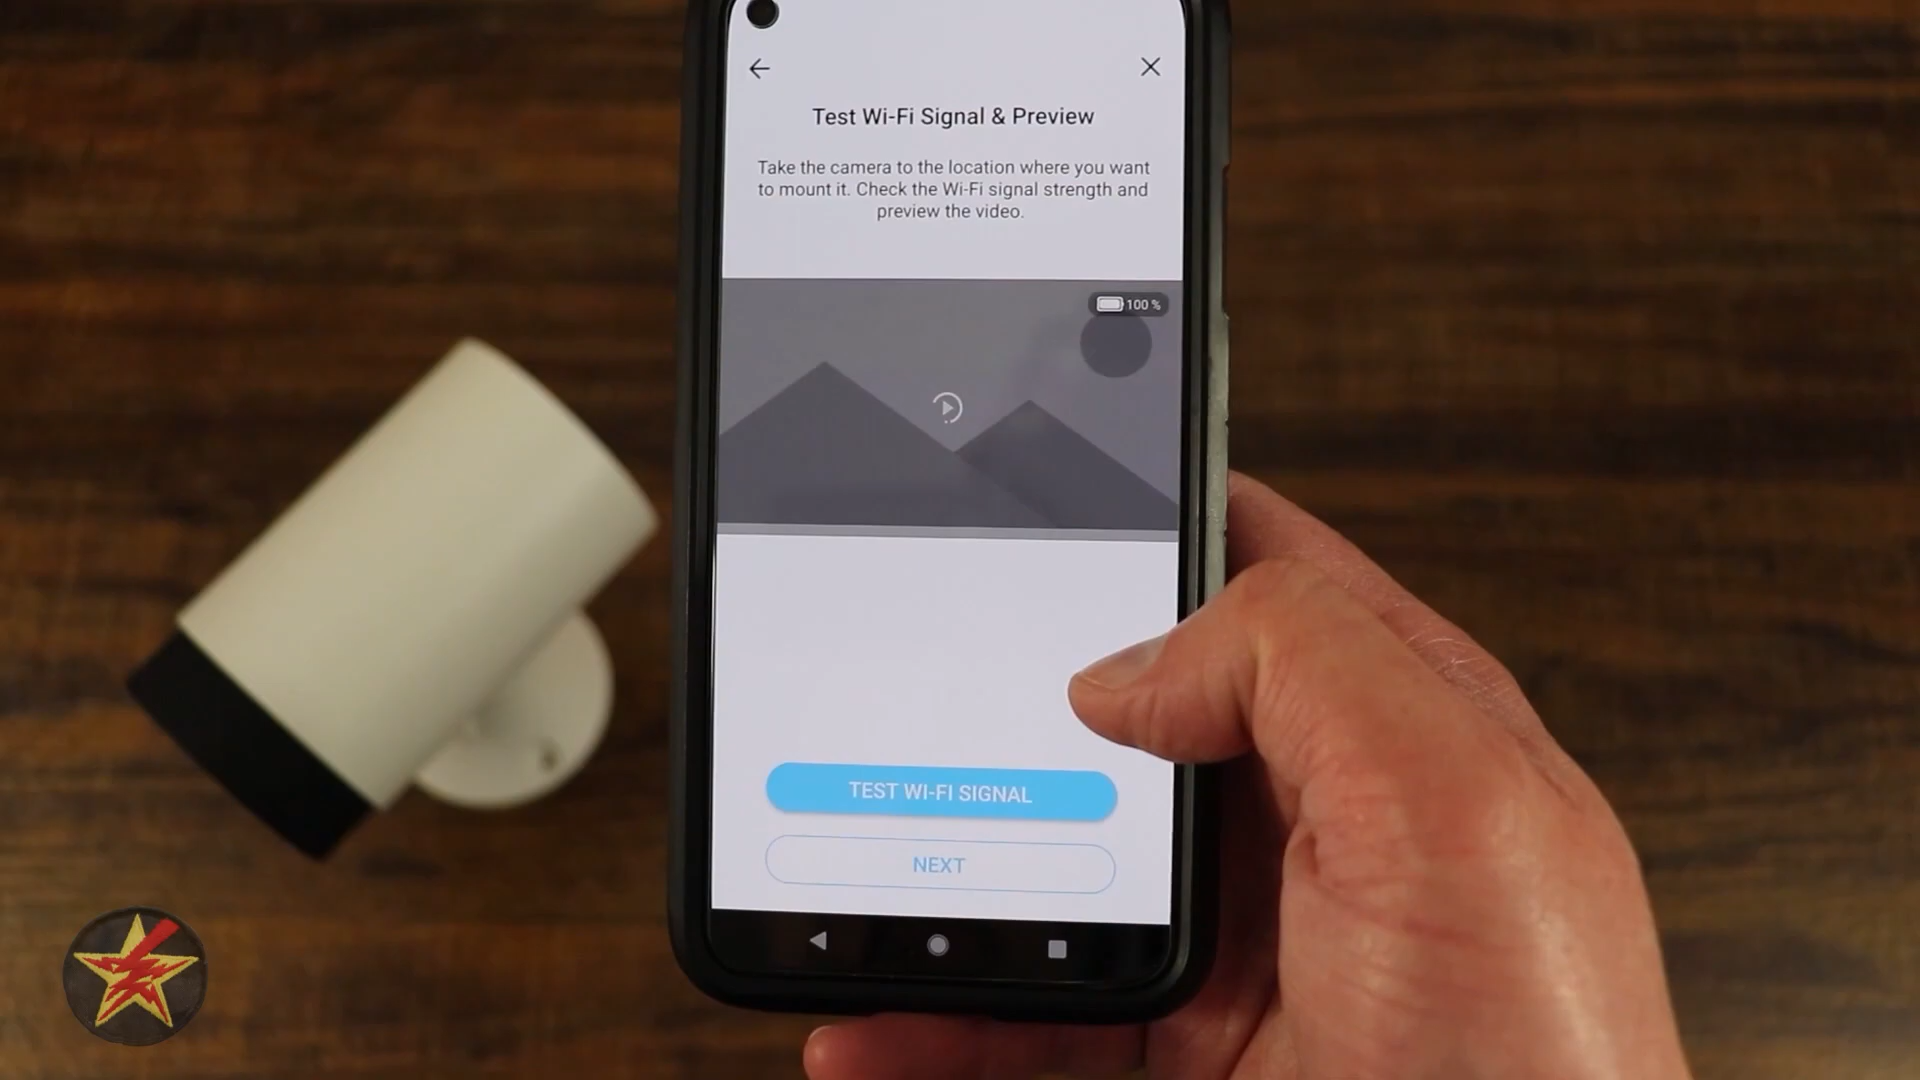 Test Wi-Fi Signal & Preview
Take the camera to the location where you want
to mount it. Check the Wi-Fi signal strength and
preview the video.
100 %
TEST WI-FI SIGNAL
NEXT